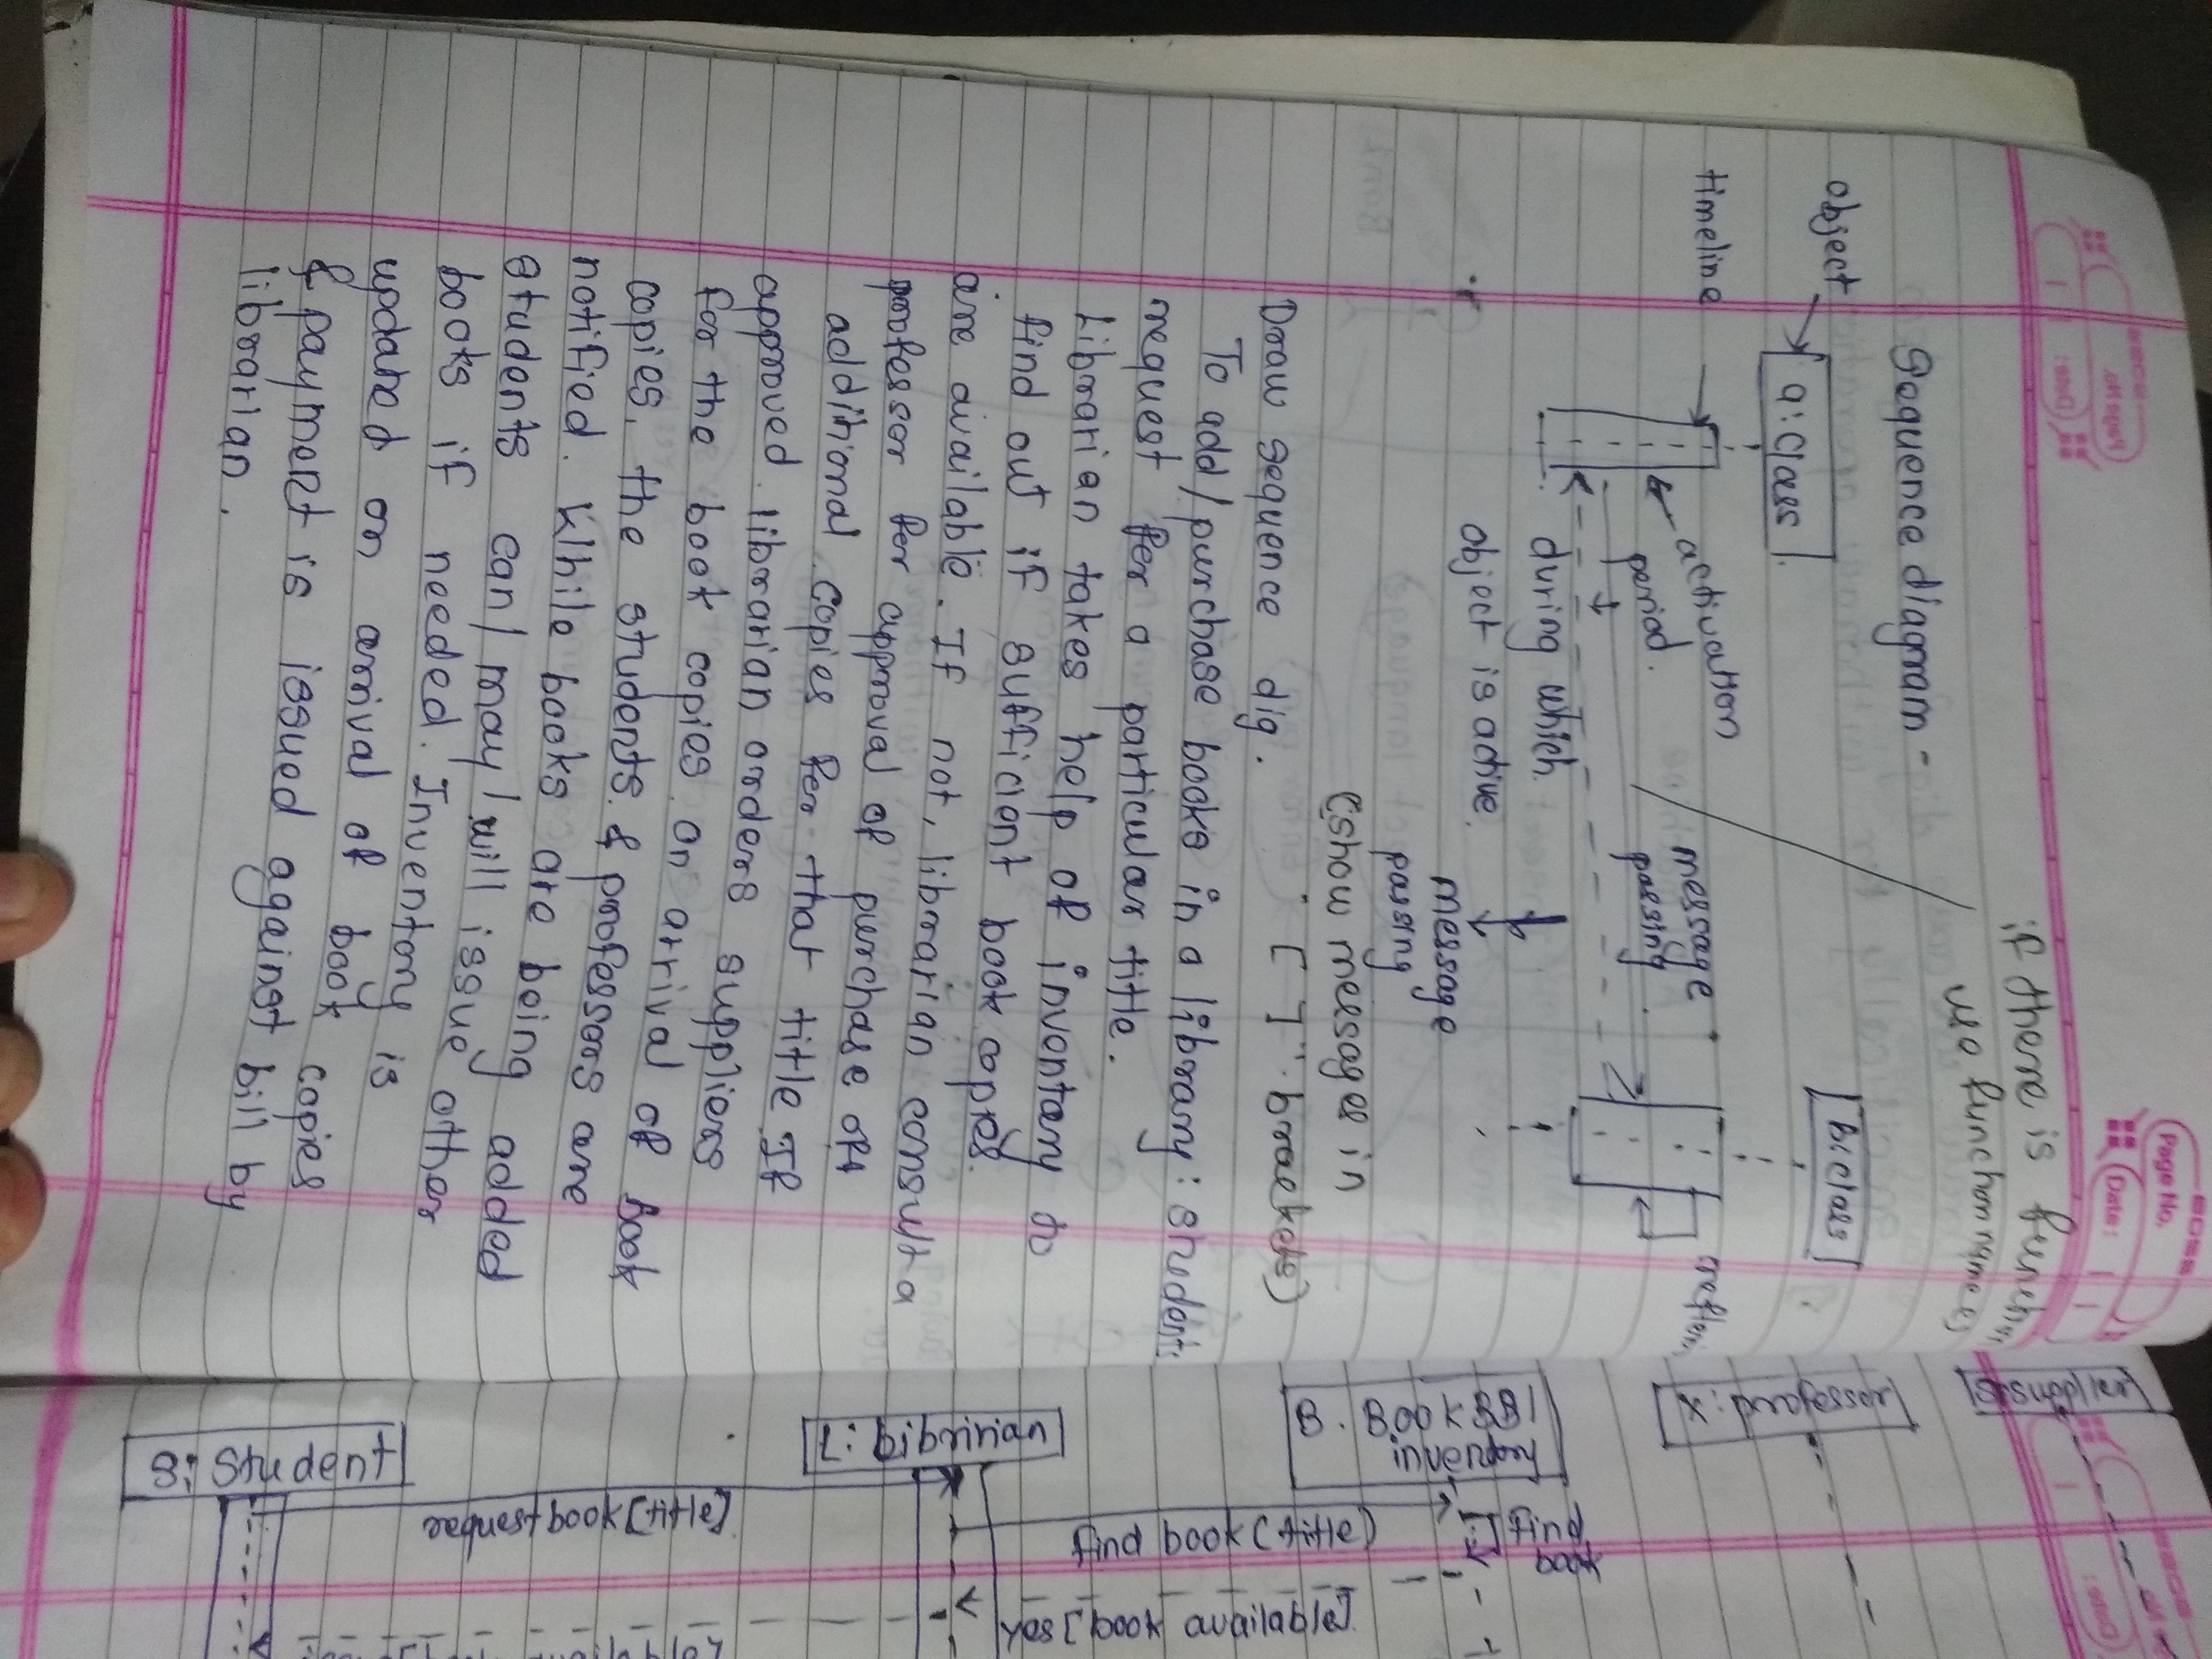 Page No.
Date:
if there is
use function names
Sequence diagram -
object
a: class
B: class
timeline
activation
period.
message
passing
during which
object is active.
message
passing
(show messages in
"[ ]" brackets)
Draw sequence dig.
To add/purchase books in a library: students
request for a particular title.
Librarian takes help of inventory to
find out if sufficient book copies.
are available. If not, librarian consult a
professor for approval of purchase of
additional copies for that title If
approved librarian orders suppliers
for the book copies. on arrival of Book
copies, the students & professors are
notified. While books are being added
students can/may/will issue other
books if needed. Inventory is
updated on arrival of book copies
& payment is issued against bill by
librarian.
X: professor
B. Books
inventory
find
book
find book(title)
yes[book available]
L: Librarian
request book[title]
S: Student